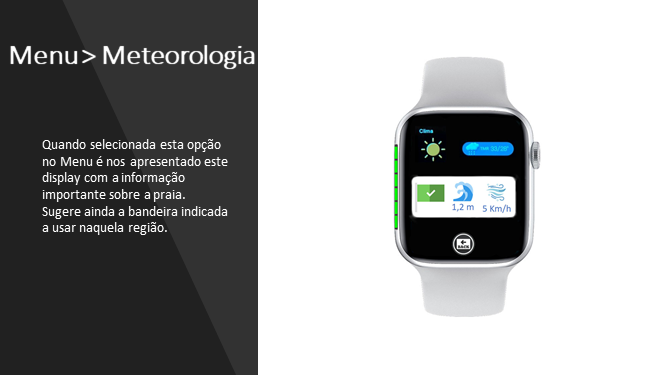 Menu> Meteorologia
Quando selecionada esta opção
no Menu é nos apresentado este
display com a informação
importante sobre a praia.
Sugere ainda a bandeira indicada
a usar naquela região.
Clima
1,2 m
5 Km/h
BACK